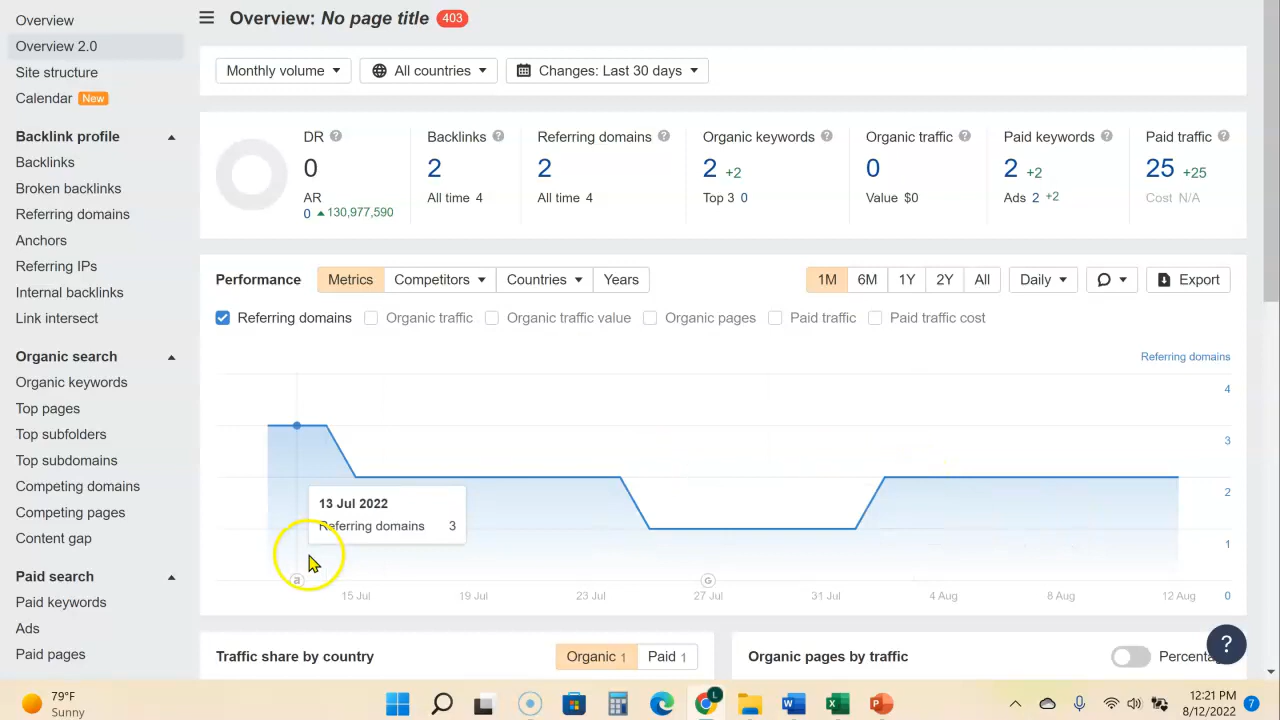 Overview
Overview 2.0
Site structure
Calendar New
Backlink profile
Backlinks
Broken backlinks
Referring domains
Anchors
Referring IPs
Internal backlinks
Link intersect
Organic search
Organic keywords
Top pages
Top subfolders
Top subdomains
Competing domains
Competing pages
Content gap
Paid search
Paid keywords
Ads
Paid pages
Overview: No page title 403
Monthly volume All countries Changes: Last 30 days
DR ? Backlinks ? Referring domains ? Organic keywords ? Organic traffic ? Paid keywords ? Paid traffic ?
0 2 2 2 +2 0 2 +2 25 +25
AR All time 4 All time 4 Top 3 0 Value $0 Ads 2 +2 Cost N/A
0 130,977,590
Performance Metrics Competitors Countries Years 1M 6M 1Y 2Y All Daily Export
Referring domains Organic traffic Organic traffic value Organic pages Paid traffic Paid traffic cost
Referring domains
4
3
2
1
0
13 Jul 2022
Referring domains 3
a G
15 Jul 19 Jul 23 Jul 27 Jul 31 Jul 4 Aug 8 Aug 12 Aug
Traffic share by country Organic 1 Paid 1
Organic pages by traffic
?
79°F
Sunny
L
12:21 PM
8/12/2022
7